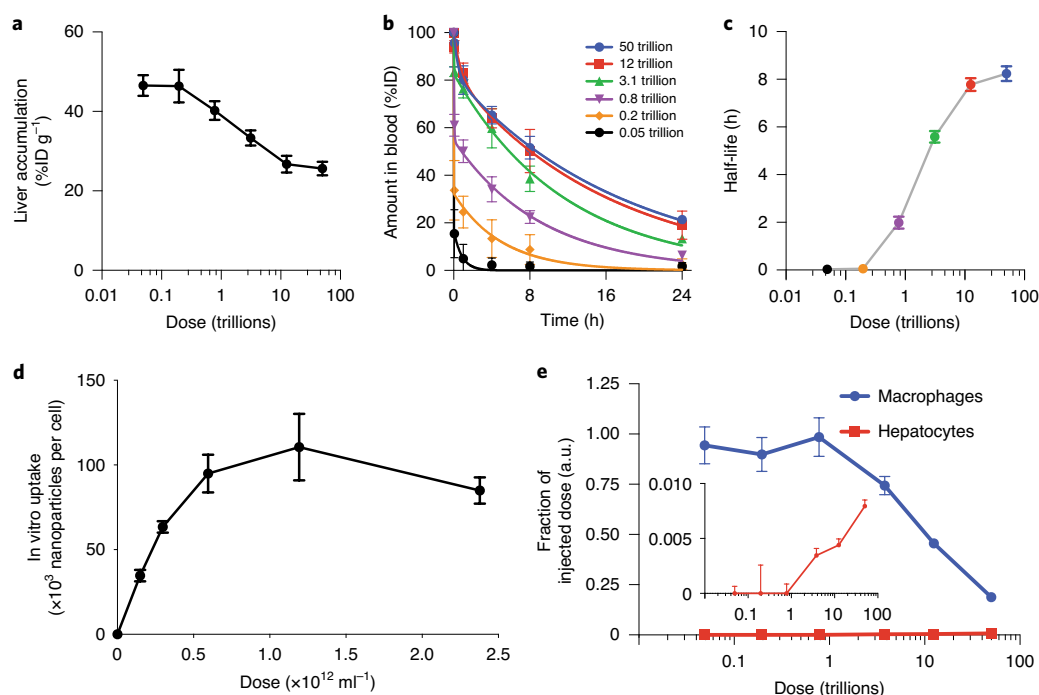 a
60
40
20
0
0.01
0.1
1
10
100
Liver accumulation
(%ID g⁻¹)
Dose (trillions)
b
100
80
60
40
20
0
0
8
16
24
Amount in blood (%ID)
Time (h)
50 trillion
12 trillion
3.1 trillion
0.8 trillion
0.2 trillion
0.05 trillion
c
10
8
6
4
2
0
0.01
0.1
1
10
100
Half-life (h)
Dose (trillions)
d
150
100
50
0
0
0.5
1.0
1.5
2.0
2.5
In vitro uptake
(×10³ nanoparticles per cell)
Dose (×10¹² ml⁻¹)
e
1.25
1.00
0.75
0.50
0.25
0
0.1
1
10
100
Fraction of
injected dose (a.u.)
Dose (trillions)
Macrophages
Hepatocytes
0.010
0.005
0
0.1
1
10
100